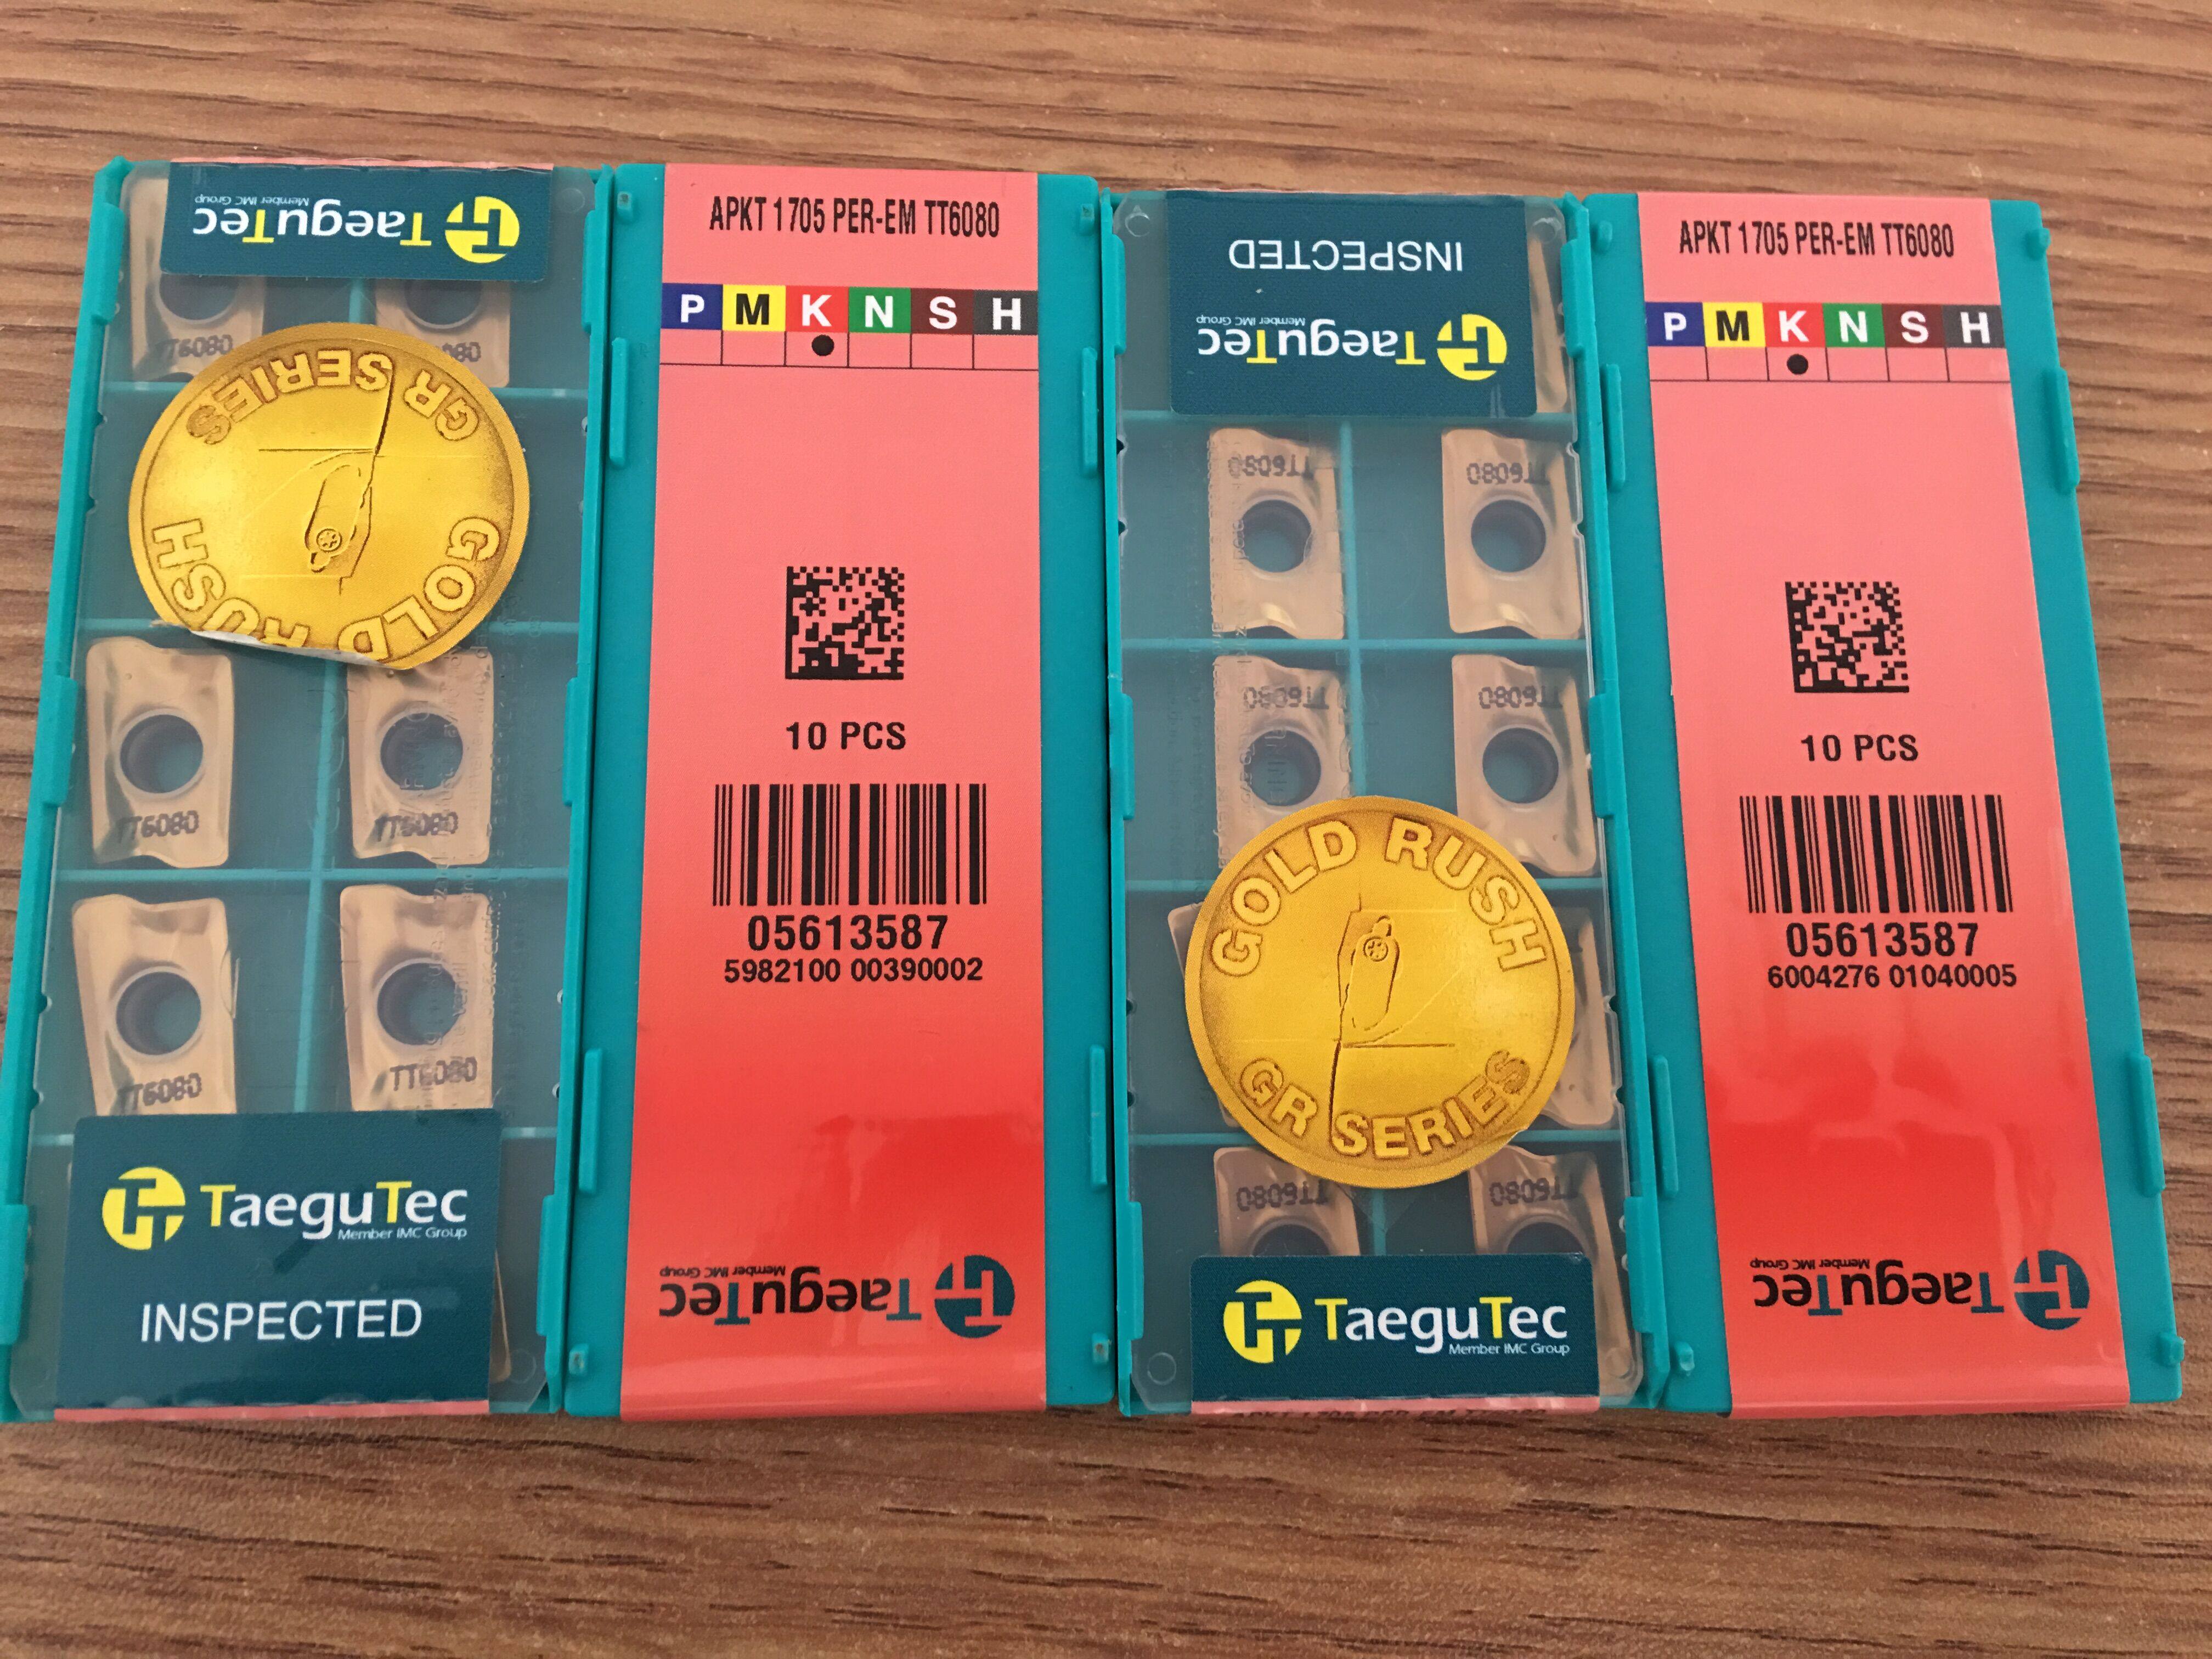 TaeguTec
Member IMC Group
TT6080
GR SERIES
GOLD RUSH
TT6080
TT6080
TT6080
TT6080
TaeguTec
Member IMC Group
INSPECTED
APKT 1705 PER-EM TT6080
P M K N S H
10 PCS
05613587
5982100 00390002
TaeguTec
Member IMC Group
INSPECTED
TaeguTec
Member IMC Group
TT6080
TT6080
TT6080
TT6080
GOLD RUSH
GR SERIES
TT6080
TT6080
TaeguTec
Member IMC Group
APKT 1705 PER-EM TT6080
P M K N S H
10 PCS
05613587
6004276 01040005
TaeguTec
Member IMC Group